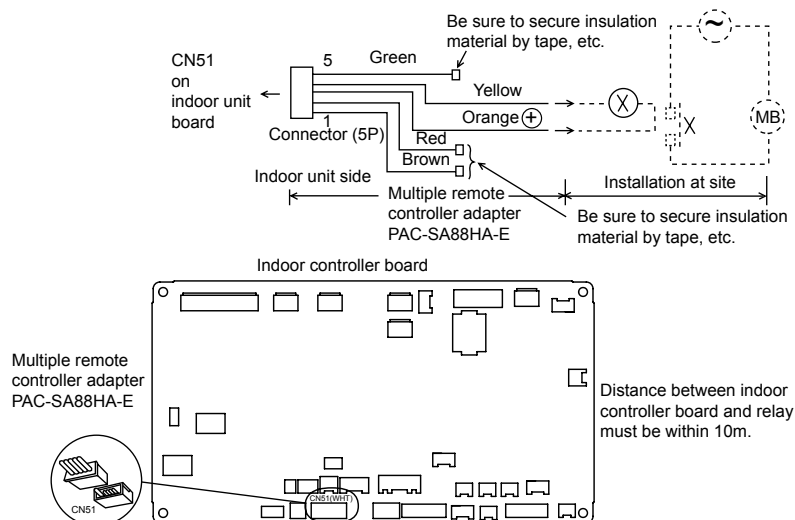 Be sure to secure insulation
material by tape, etc.
CN51
on
indoor unit
board
5
Green
Yellow
Orange +
X
X
~
MB
1
Connector (5P)
Red
Brown
Indoor unit side
Multiple remote
controller adapter
PAC-SA88HA-E
Installation at site
Be sure to secure insulation
material by tape, etc.
Indoor controller board
Multiple remote
controller adapter
PAC-SA88HA-E
Distance between indoor
controller board and relay
must be within 10m.
CN51
CN51(WHT)